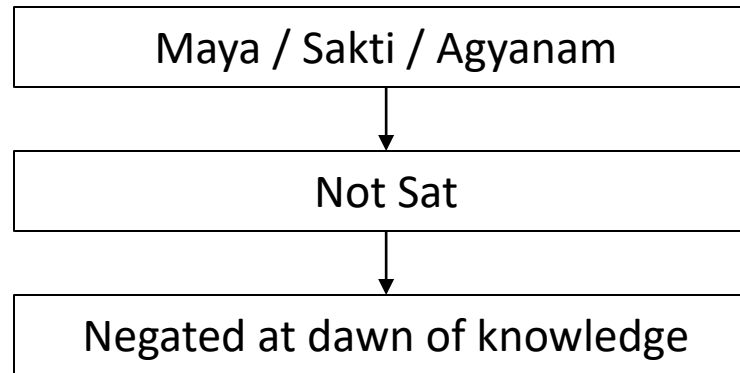 Maya / Sakti / Agyanam
Not Sat
Negated at dawn of knowledge